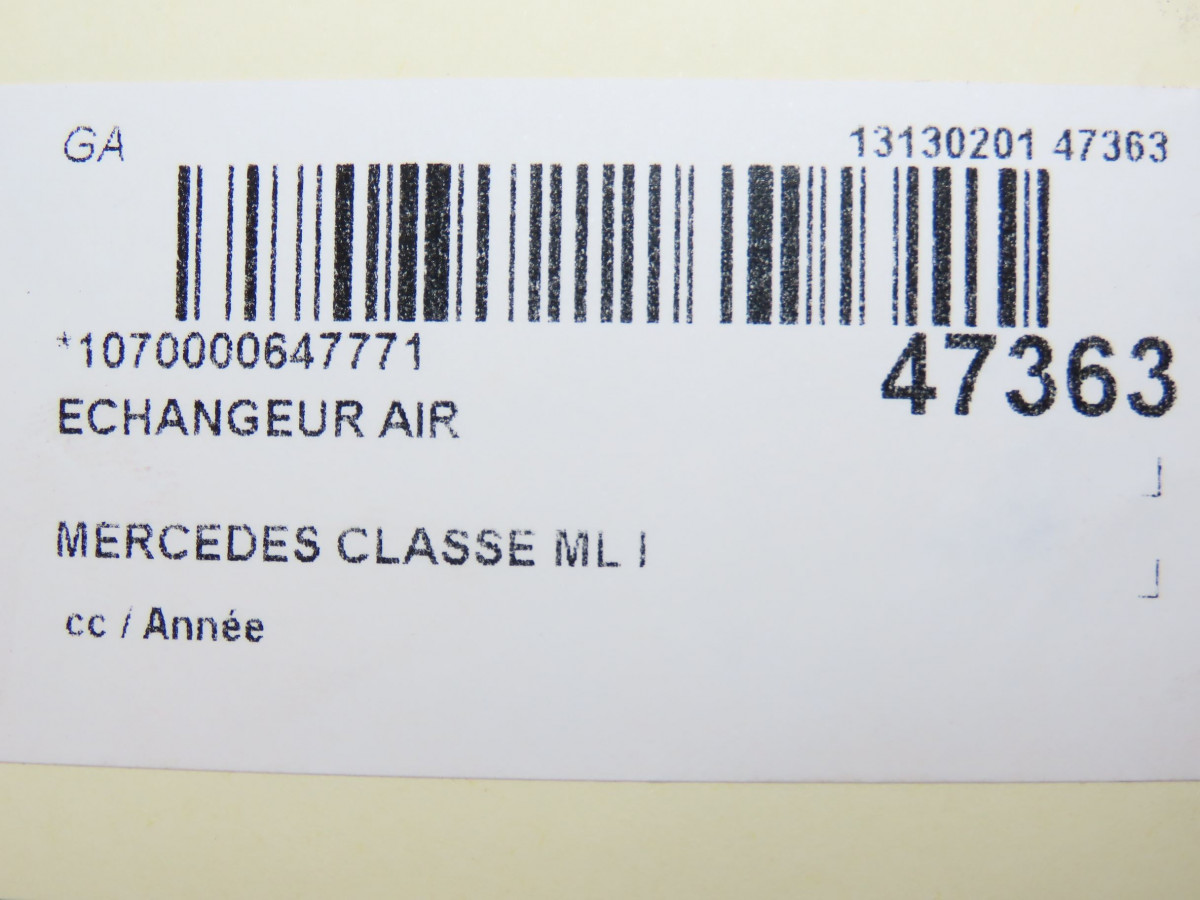 GA
13130201 47363
*1070000647771
47363
ECHANGEUR AIR
MERCEDES CLASSE ML I
cc / Année